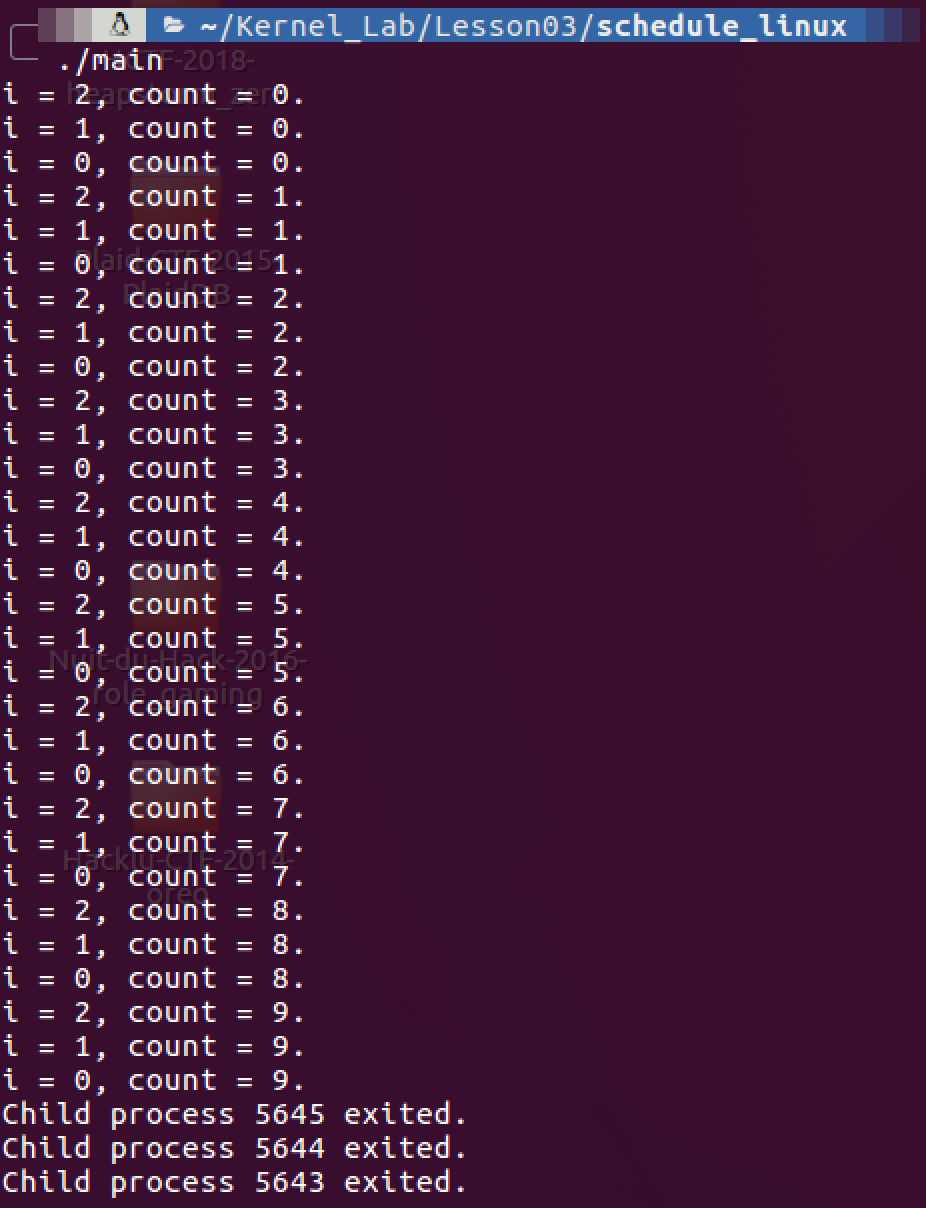 ~/Kernel_Lab/Lesson03/schedule_linux
./main
i = 2, count = 0.
i = 1, count = 0.
i = 0, count = 0.
i = 2, count = 1.
i = 1, count = 1.
i = 0, count = 1.
i = 2, count = 2.
i = 1, count = 2.
i = 0, count = 2.
i = 2, count = 3.
i = 1, count = 3.
i = 0, count = 3.
i = 2, count = 4.
i = 1, count = 4.
i = 0, count = 4.
i = 2, count = 5.
i = 1, count = 5.
i = 0, count = 5.
i = 2, count = 6.
i = 1, count = 6.
i = 0, count = 6.
i = 2, count = 7.
i = 1, count = 7.
i = 0, count = 7.
i = 2, count = 8.
i = 1, count = 8.
i = 0, count = 8.
i = 2, count = 9.
i = 1, count = 9.
i = 0, count = 9.
Child process 5645 exited.
Child process 5644 exited.
Child process 5643 exited.